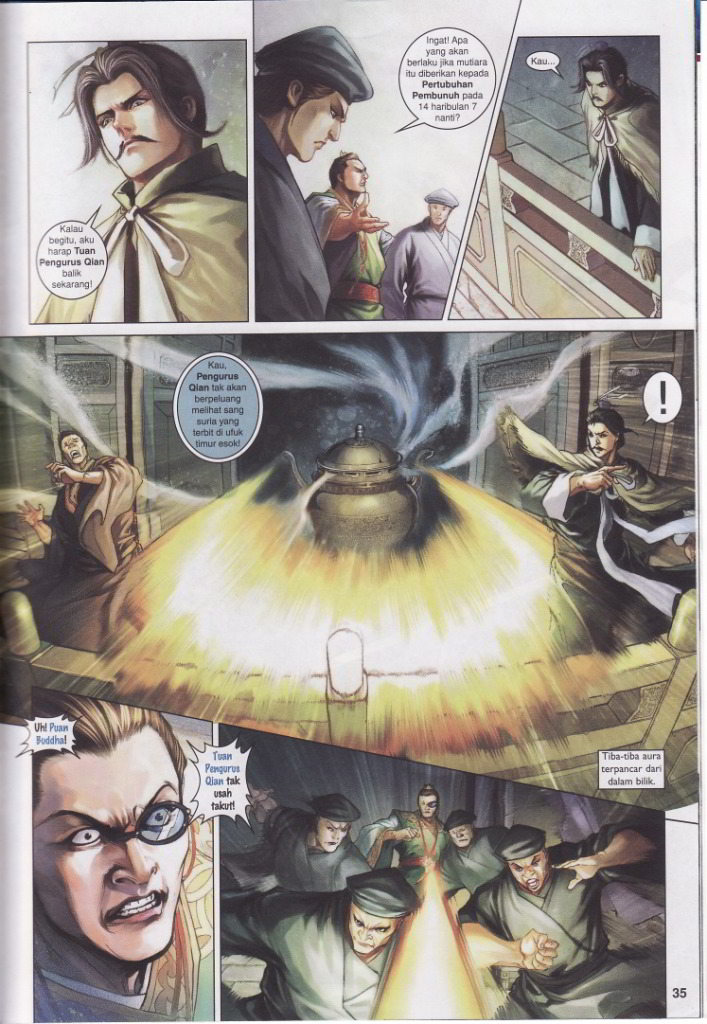 Kalau
begitu, aku
harap Tuan
Pengurus Qian
balik
sekarang!
Ingat! Apa
yang akan
berlaku jika mutiara
itu diberikan kepada
Pertubuhan
Pembunuh pada
14 haribulan 7
nanti?
Kau...
Kau,
Pengurus
Qian tak akan
berpeluang
melihat sang
suria yang
terbit di ufuk
timur esok!
!
Tiba-tiba aura
terpancar dari
dalam bilik.
Uh! Puan
Buddha!
Tuan
Pengurus
Qian tak
usah
takut!
35